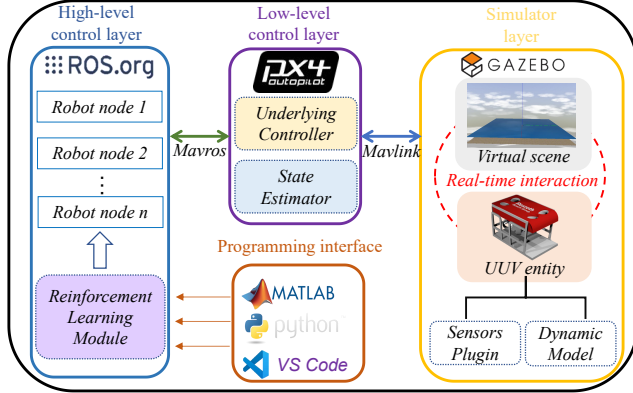 High-level
control layer
ROS.org
Robot node 1
Robot node 2
⋮
Robot node n
Reinforcement
Learning
Module
Mavros
Low-level
control layer
px4
autopilot
Underlying
Controller
State
Estimator
Mavlink
Programming interface
MATLAB
python
VS Code
Simulator
layer
GAZEBO
Virtual scene
Real-time interaction
UUV entity
Sensors
Plugin
Dynamic
Model